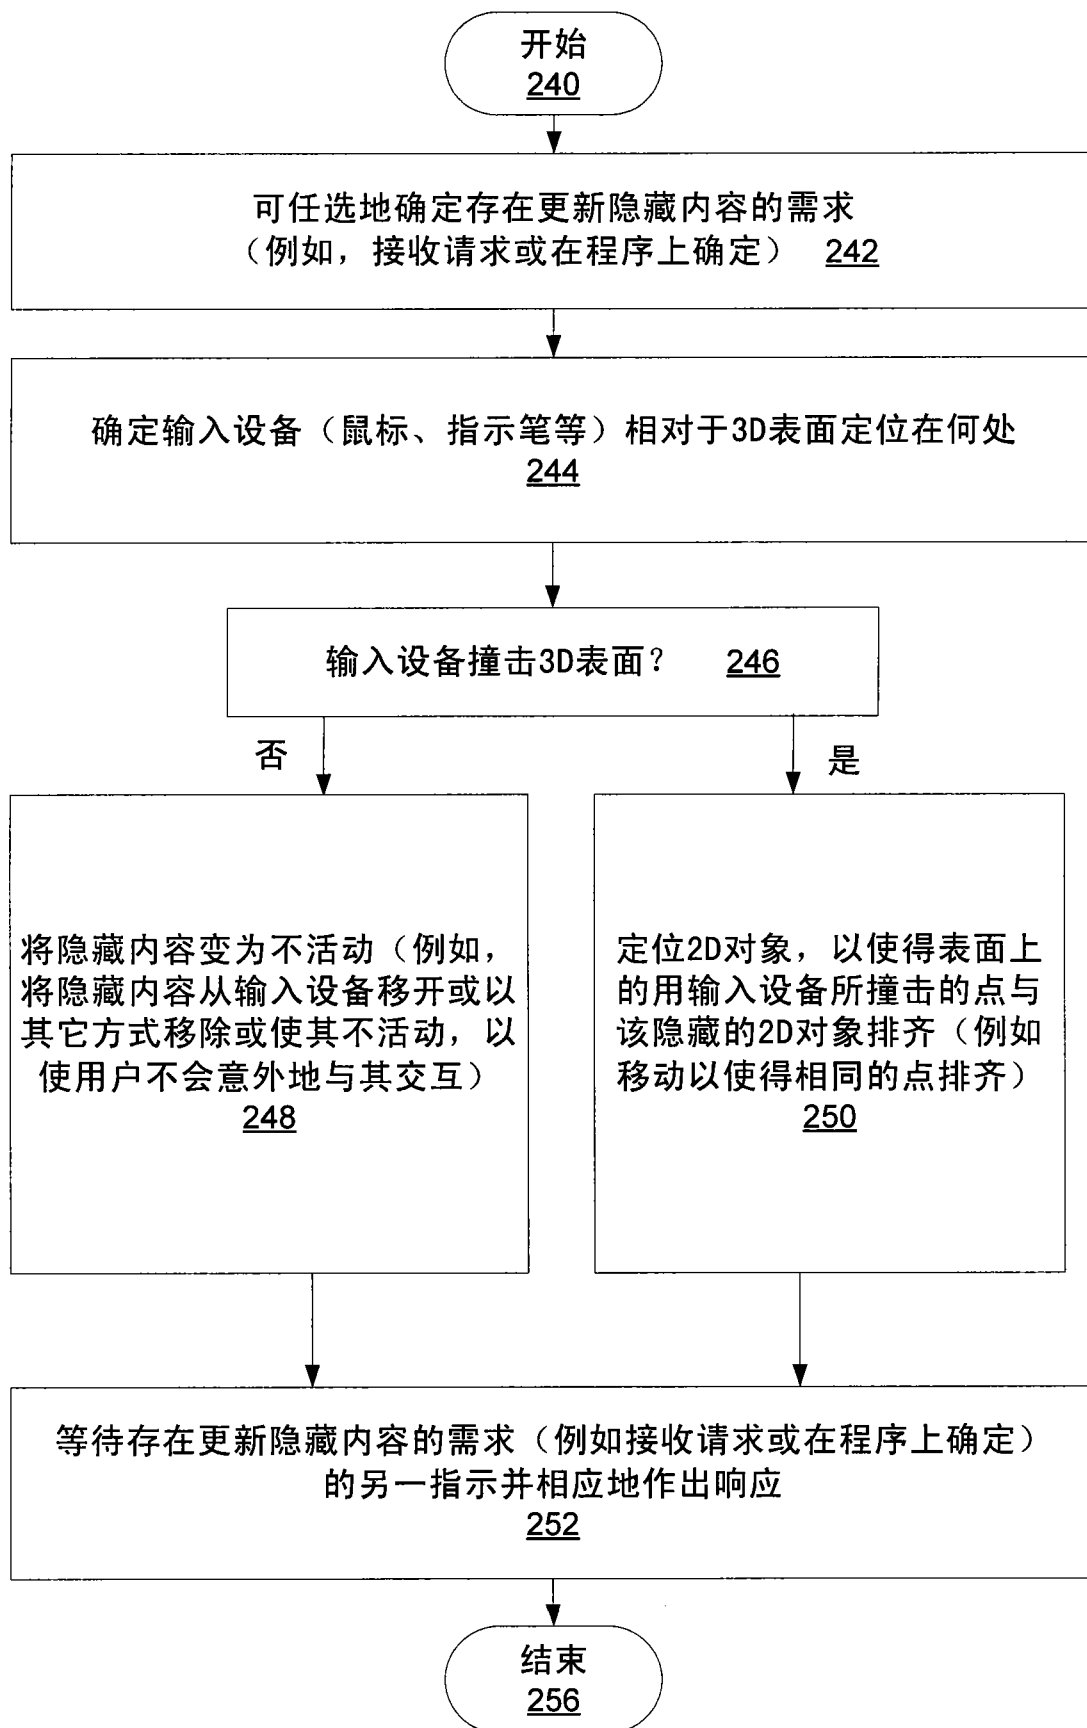 开始
240
可任选地确定存在更新隐藏内容的需求
（例如，接收请求或在程序上确定） 242
确定输入设备（鼠标、指示笔等）相对于3D表面定位在何处
244
输入设备撞击3D表面？ 246
否
是
将隐藏内容变为不活动（例如，
将隐藏内容从输入设备移开或以
其它方式移除或使其不活动，以
使用户不会意外地与其交互）
248
定位2D对象，以使得表面上
的用输入设备所撞击的点与
该隐藏的2D对象排齐（例如
移动以使得相同的点排齐）
250
等待存在更新隐藏内容的需求（例如接收请求或在程序上确定）
的另一指示并相应地作出响应
252
结束
256